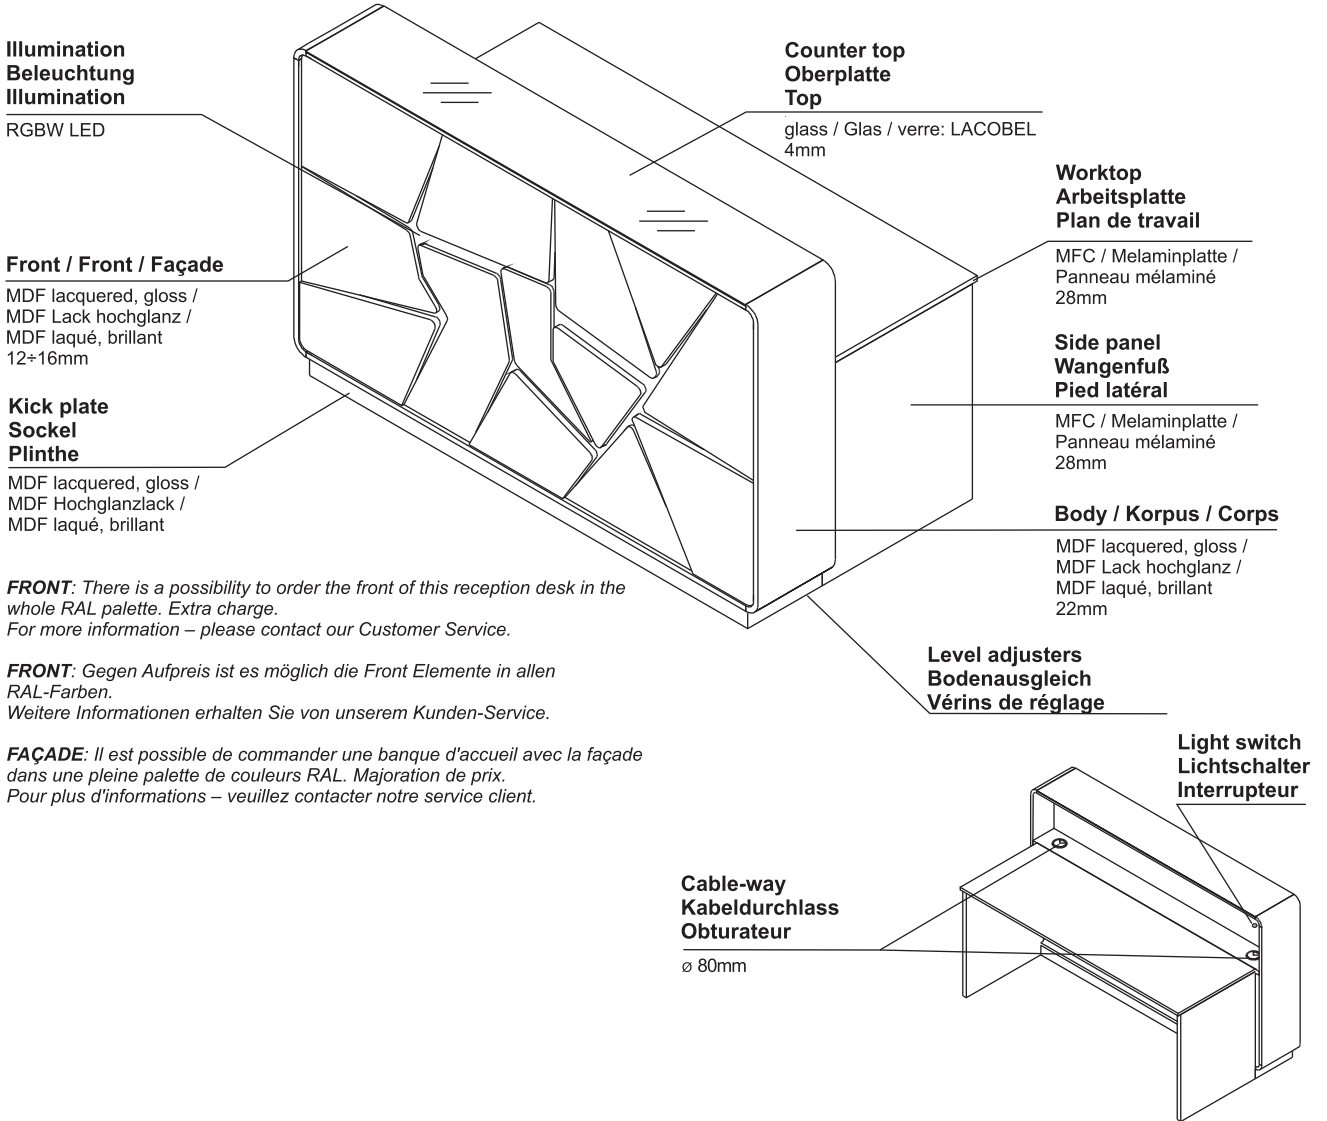 Illumination
Beleuchtung
Illumination
RGBW LED
Front / Front / Façade
MDF lacquered, gloss /
MDF Lack hochglanz /
MDF laqué, brillant
12÷16mm
Kick plate
Sockel
Plinthe
MDF lacquered, gloss /
MDF Hochglanzlack /
MDF laqué, brillant
Counter top
Oberplatte
Top
glass / Glas / verre: LACOBEL
4mm
Worktop
Arbeitsplatte
Plan de travail
MFC / Melaminplatte /
Panneau mélaminé
28mm
Side panel
Wangenfuß
Pied latéral
MFC / Melaminplatte /
Panneau mélaminé
28mm
Body / Korpus / Corps
MDF lacquered, gloss /
MDF Lack hochglanz /
MDF laqué, brillant
22mm
Level adjusters
Bodenausgleich
Vérins de réglage
FRONT: There is a possibility to order the front of this reception desk in the
whole RAL palette. Extra charge.
For more information – please contact our Customer Service.
FRONT: Gegen Aufpreis ist es möglich die Front Elemente in allen
RAL-Farben.
Weitere Informationen erhalten Sie von unserem Kunden-Service.
FAÇADE: Il est possible de commander une banque d'accueil avec la façade
dans une pleine palette de couleurs RAL. Majoration de prix.
Pour plus d'informations – veuillez contacter notre service client.
Light switch
Lichtschalter
Interrupteur
Cable-way
Kabeldurchlass
Obturateur
ø 80mm